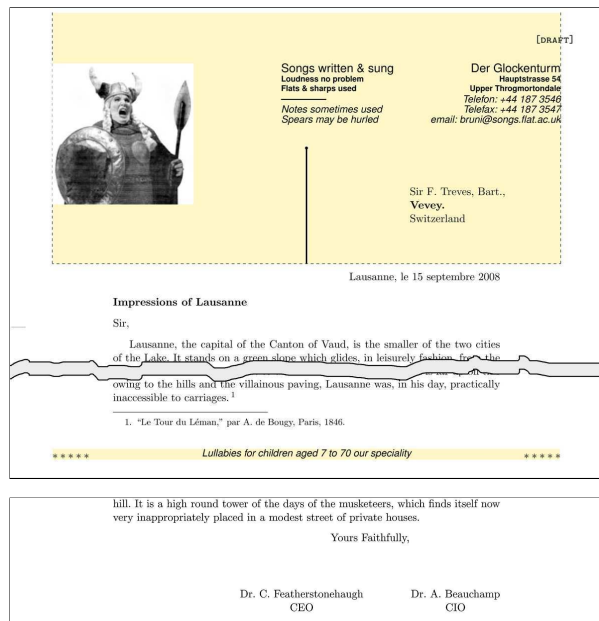 [DRAFT]
Songs written & sung
Loudness no problem
Flats & sharps used
Notes sometimes used
Spears may be hurled
Der Glockenturm
Hauptstrasse 54
Upper Throgmortondale
Telefon: +44 187 3546
Telefax: +44 187 3547
email: bruni@songs.flat.ac.uk
Sir F. Treves, Bart.,
Vevey.
Switzerland
Lausanne, le 15 septembre 2008
Impressions of Lausanne
Sir,
Lausanne, the capital of the Canton of Vaud, is the smaller of the two cities
of the Lake. It stands on a green slope which glides, in leisurely fashion, from the
owing to the hills and the villainous paving, Lausanne was, in his day, practically
inaccessible to carriages. 1
1. “Le Tour du Léman,” par A. de Bougy, Paris, 1846.
* * * * * Lullabies for children aged 7 to 70 our speciality * * * * *
hill. It is a high round tower of the days of the musketeers, which finds itself now
very inappropriately placed in a modest street of private houses.
Yours Faithfully,
Dr. C. Featherstonehaugh Dr. A. Beauchamp
CEO CIO